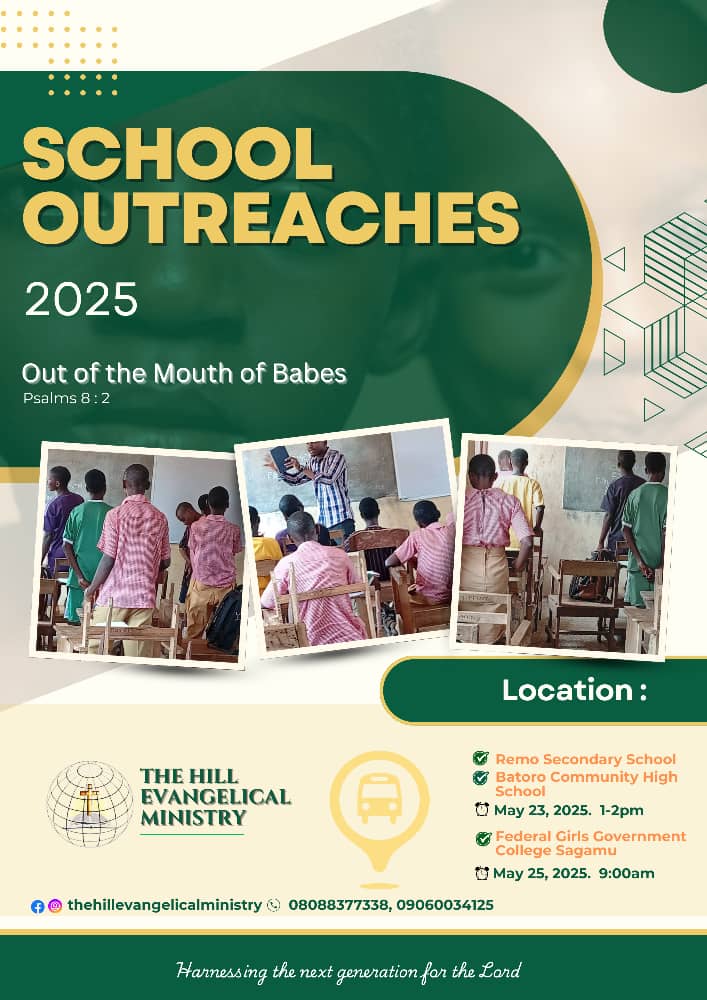 SCHOOL
OUTREACHES
2025
Out of the Mouth of Babes
Psalms 8 : 2
Location :
THE HILL
EVANGELICAL
MINISTRY
Remo Secondary School
Batoro Community High
School
May 23, 2025. 1-2pm
Federal Girls Government
College Sagamu
May 25, 2025. 9:00am
thehillevangelicalministry 08088377338, 09060034125
Harnessing the next generation for the Lord